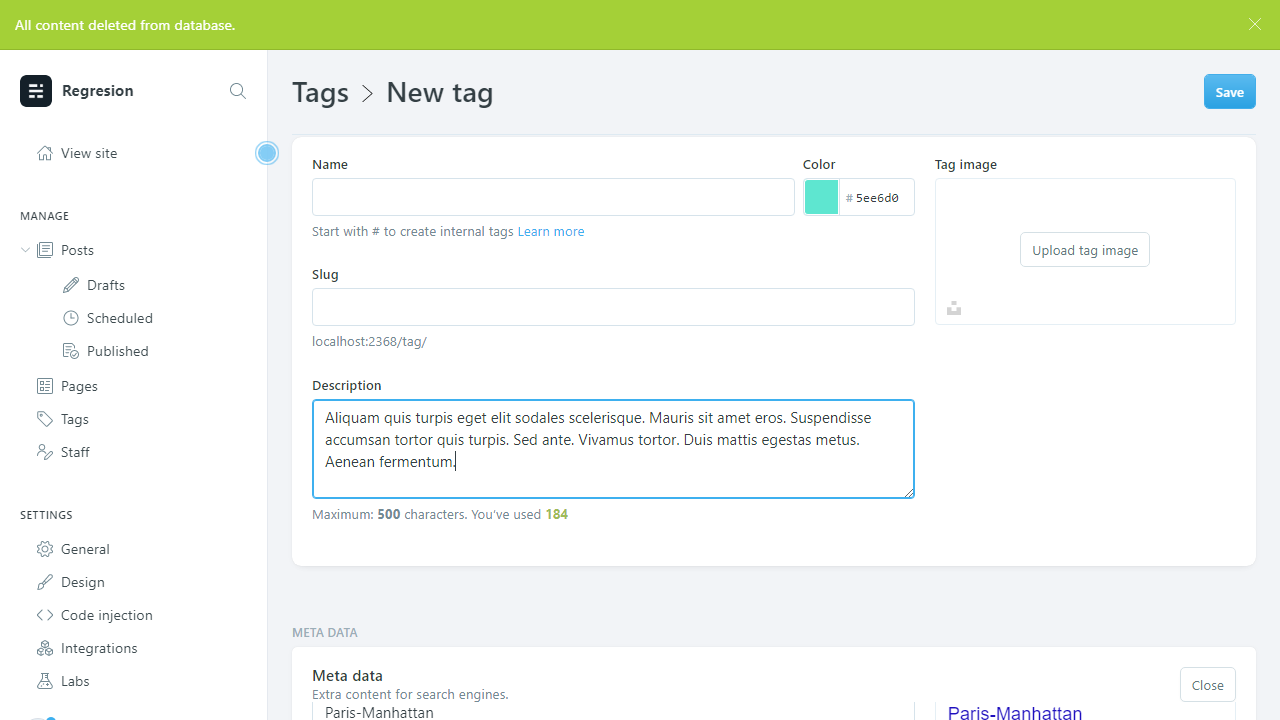 All content deleted from database.
Regresion
View site
MANAGE
Posts
Drafts
Scheduled
Published
Pages
Tags
Staff
SETTINGS
General
Design
Code injection
Integrations
Labs
Tags > New tag
Save
Name
Color
# 5ee6d0
Start with # to create internal tags Learn more
Slug
localhost:2368/tag/
Description
Aliquam quis turpis eget elit sodales scelerisque. Mauris sit amet eros. Suspendisse
accumsan tortor quis turpis. Sed ante. Vivamus tortor. Duis mattis egestas metus.
Aenean fermentum.
Maximum: 500 characters. You've used 184
Tag image
Upload tag image
META DATA
Meta data
Extra content for search engines.
Close
Paris-Manhattan
Paris-Manhattan